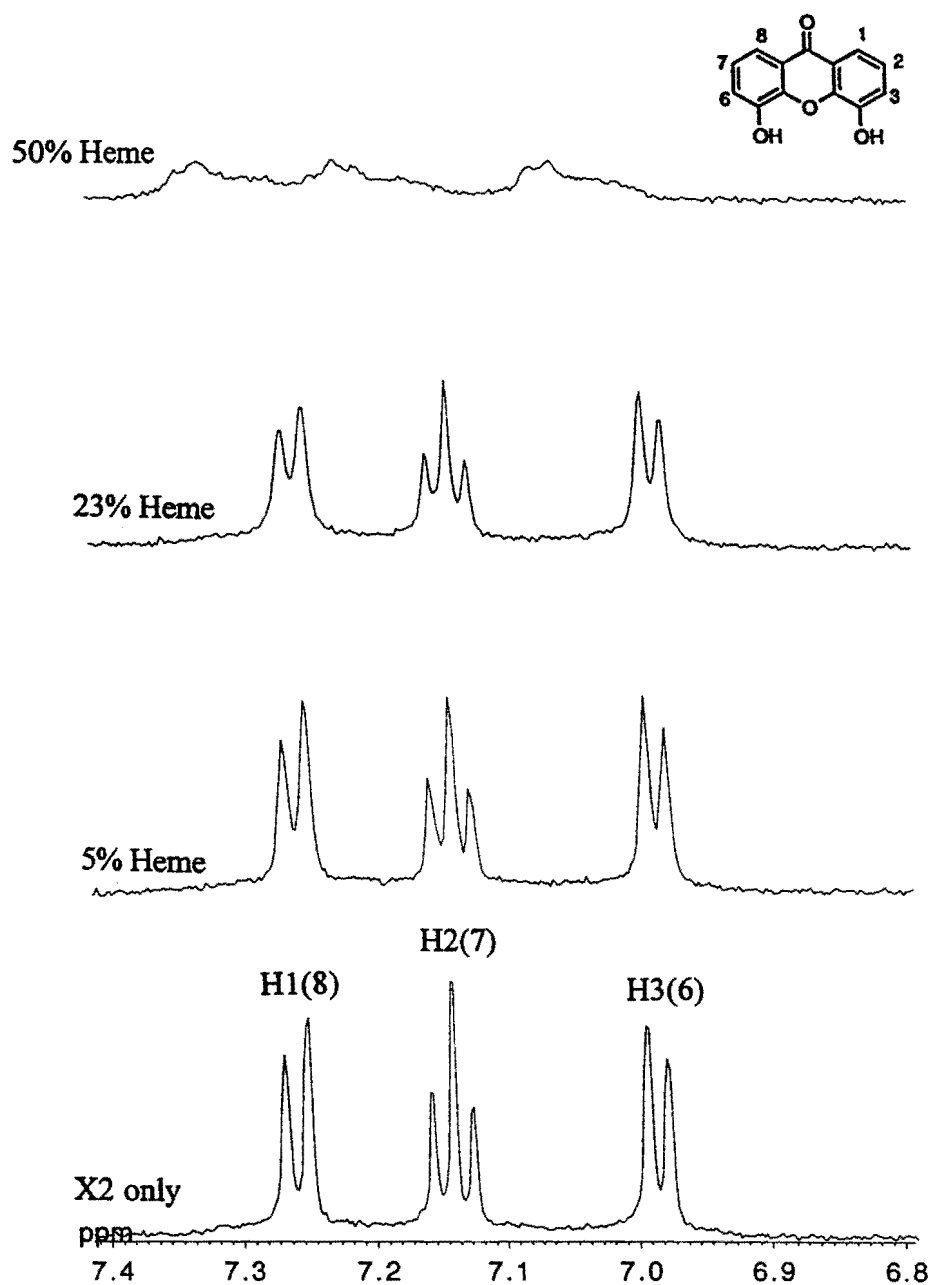 O
8 1
7 2
6 O 3
OH OH
50% Heme
23% Heme
5% Heme
H2(7)
H1(8) H3(6)
X2 only
ppm
7.4 7.3 7.2 7.1 7.0 6.9 6.8